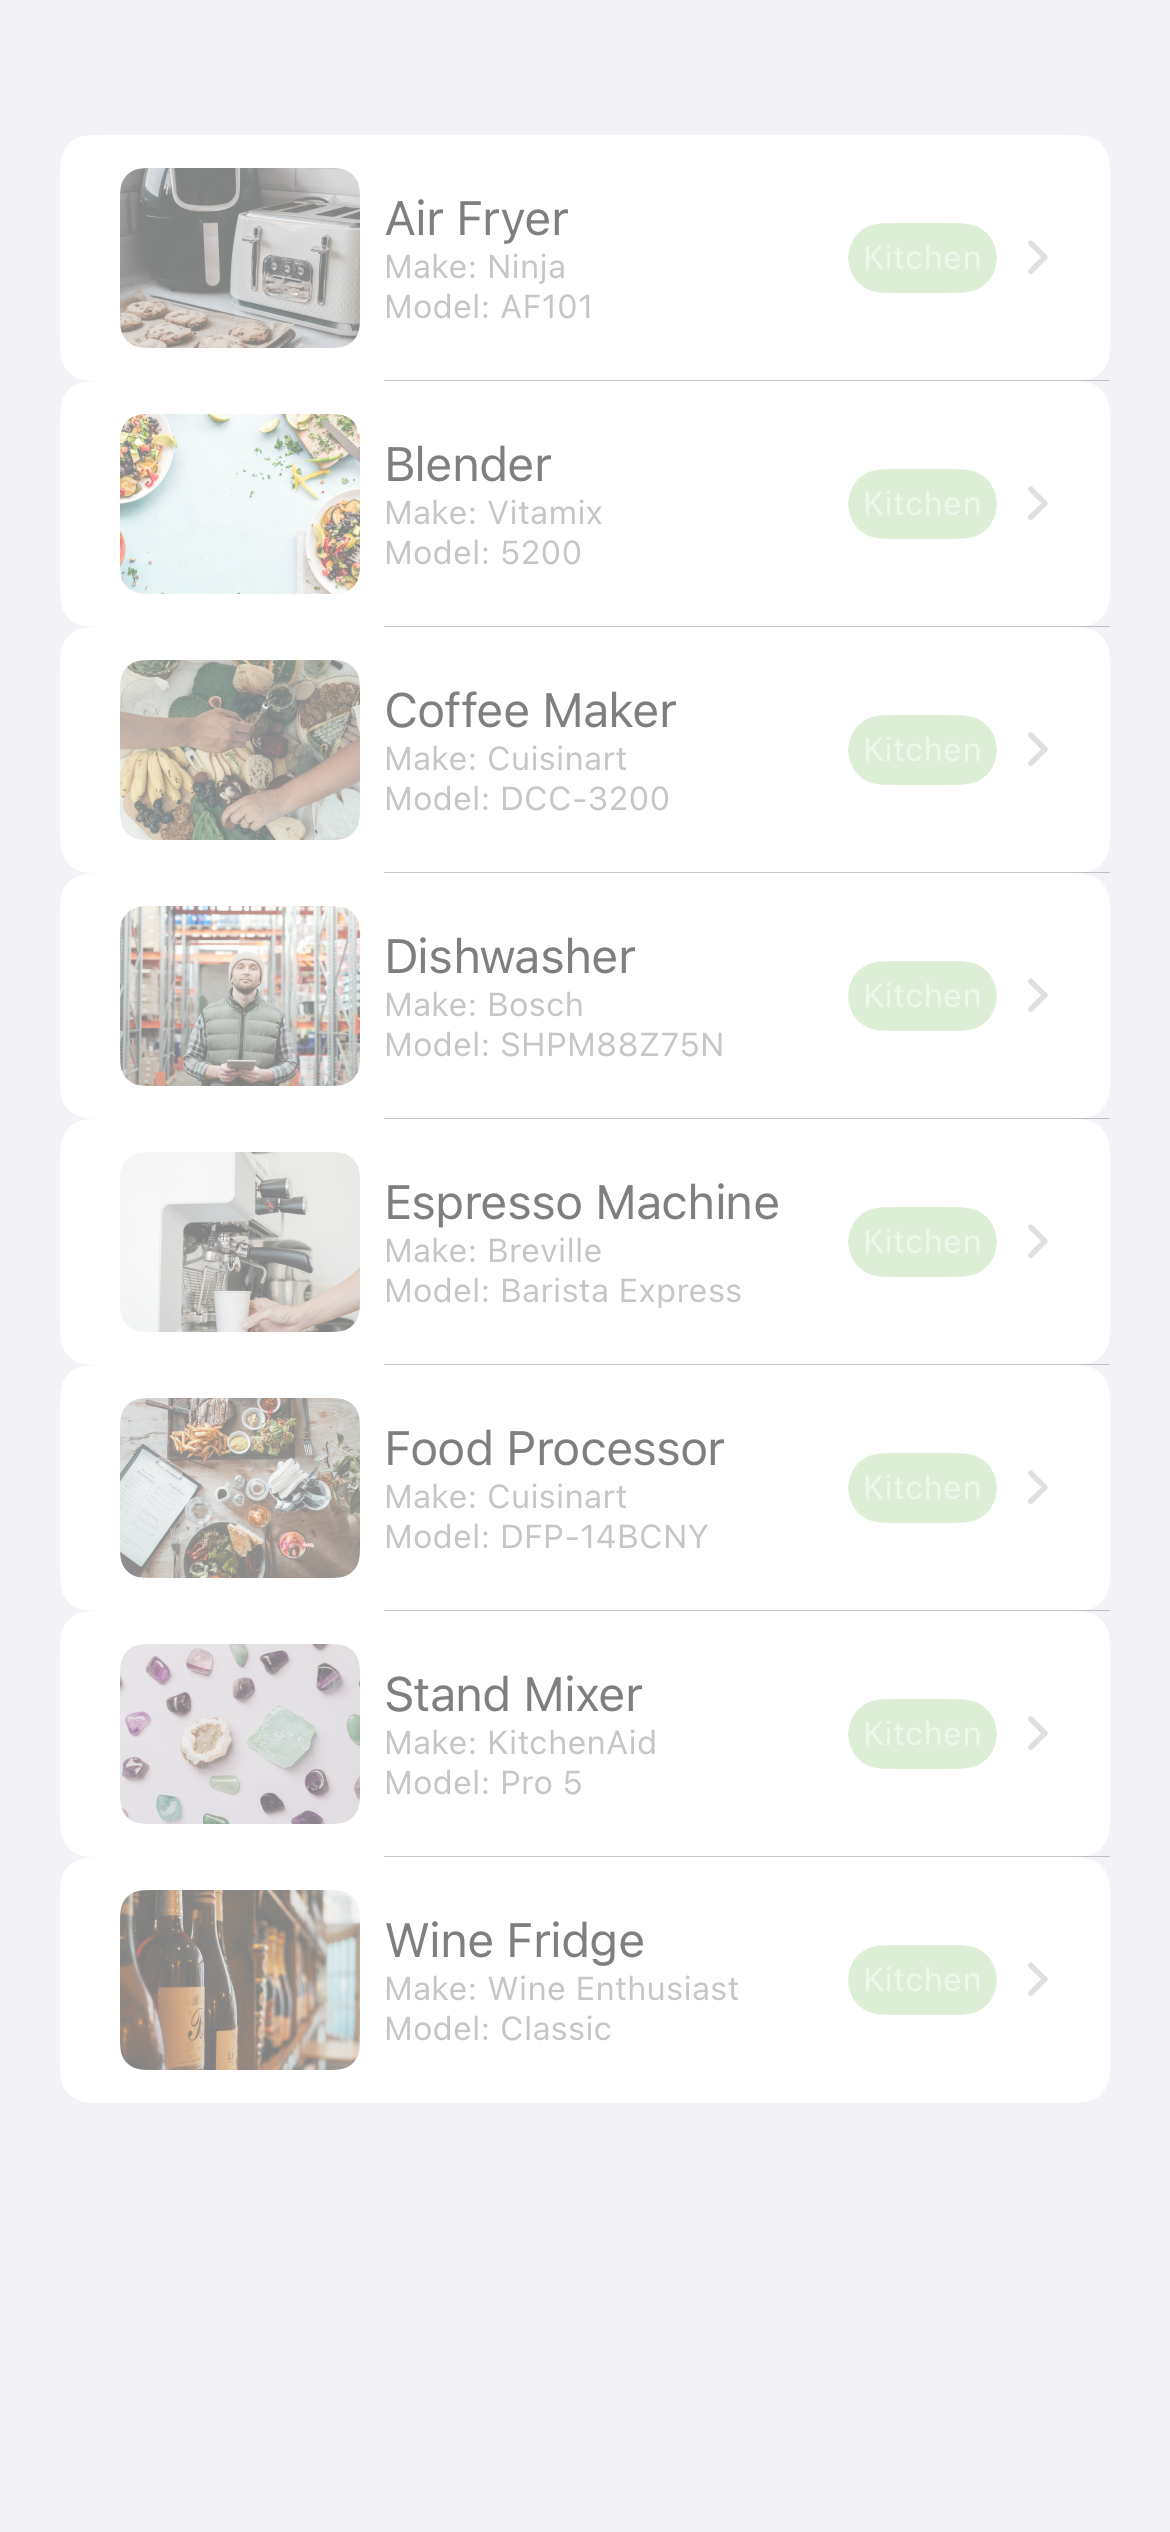 Air Fryer
Make: Ninja
Model: AF101
Kitchen
Blender
Make: Vitamix
Model: 5200
Kitchen
Coffee Maker
Make: Cuisinart
Model: DCC-3200
Kitchen
Dishwasher
Make: Bosch
Model: SHPM88Z75N
Kitchen
Espresso Machine
Make: Breville
Model: Barista Express
Kitchen
Food Processor
Make: Cuisinart
Model: DFP-14BCNY
Kitchen
Stand Mixer
Make: KitchenAid
Model: Pro 5
Kitchen
Wine Fridge
Make: Wine Enthusiast
Model: Classic
Kitchen